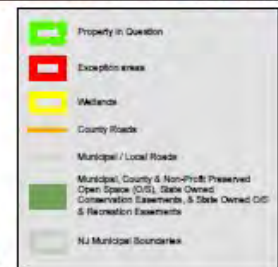 Property In Question
Exception areas
Wetlands
County Roads
Municipal / Local Roads
Municipal, County & Non-Profit Preserved
Open Space (O/S), State Owned
Conservation Easements, & State Owned O/S
& Recreation Easements
NJ Municipal Boundaries